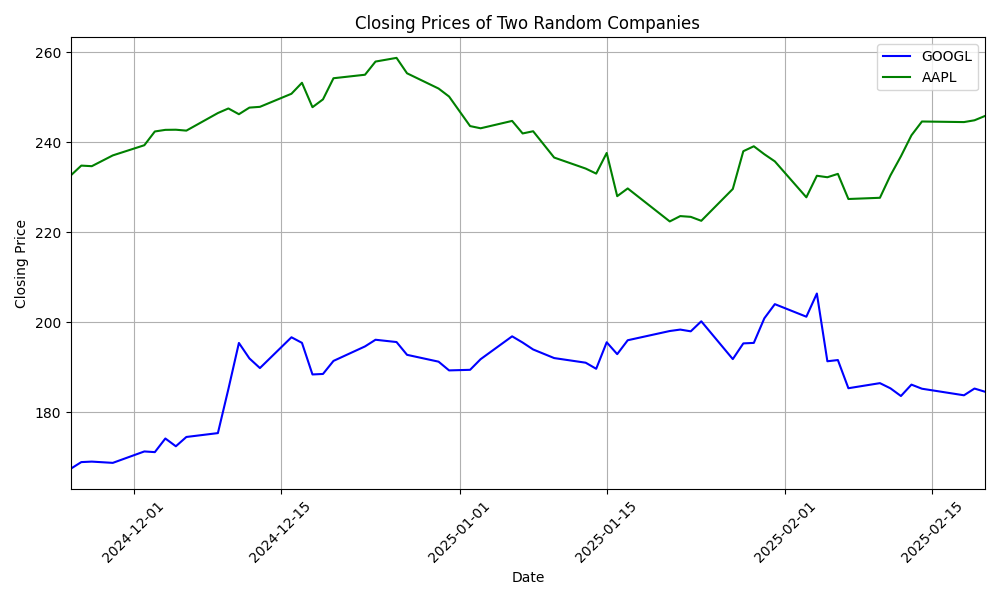 Closing Prices of Two Random Companies
GOOGL
AAPL
Closing Price
260
240
220
200
180
2024-12-01
2024-12-15
2025-01-01
2025-01-15
2025-02-01
2025-02-15
Date